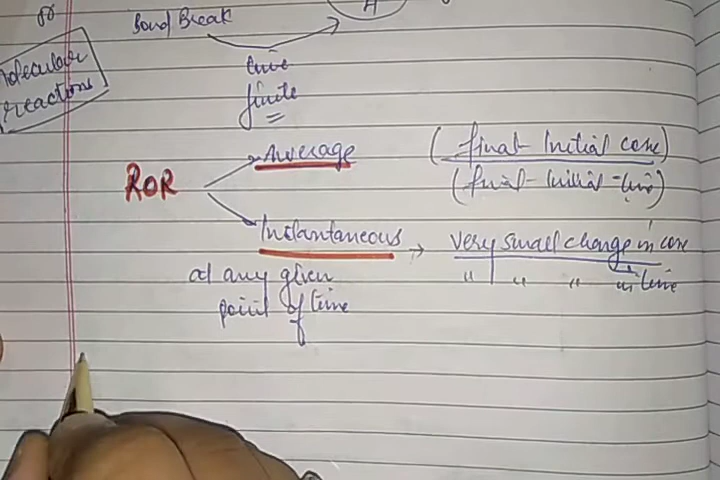 Bond Break
A
time
finite
Molecular
reactions
ROR
Average
(final - Initial conc)
(final - Initial - time)
Instantaneous → very small change in conc
" " " in time
at any given
point of time